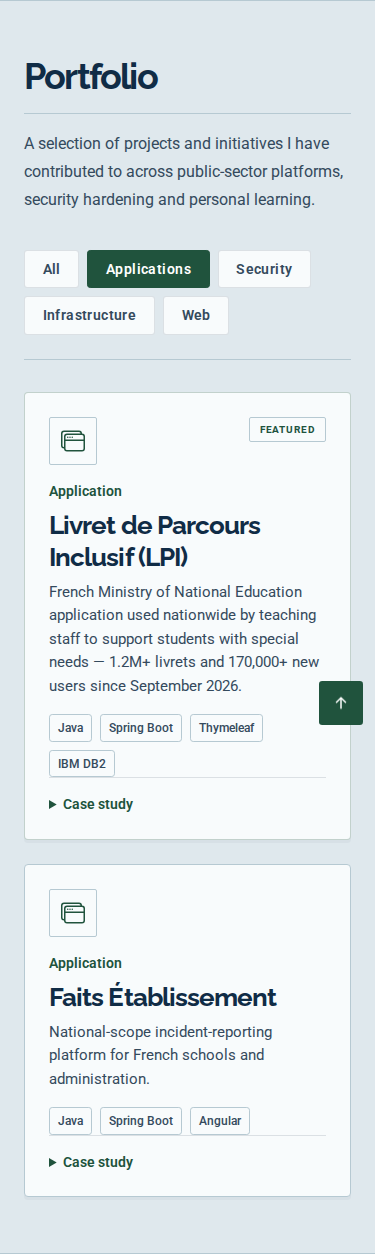 Portfolio
A selection of projects and initiatives I have
contributed to across public-sector platforms,
security hardening and personal learning.
All Applications Security
Infrastructure Web
FEATURED
Application
Livret de Parcours
Inclusif (LPI)
French Ministry of National Education
application used nationwide by teaching
staff to support students with special
needs — 1.2M+ livrets and 170,000+ new
users since September 2026.
Java Spring Boot Thymeleaf
IBM DB2
Case study
Application
Faits Établissement
National-scope incident-reporting
platform for French schools and
administration.
Java Spring Boot Angular
Case study